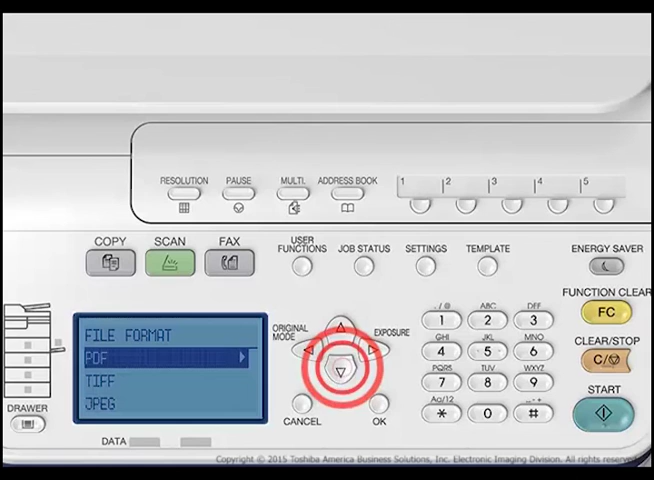 RESOLUTION PAUSE MULTI. ADDRESS BOOK 1 2 3 4 5
COPY SCAN FAX USER FUNCTIONS JOB STATUS SETTINGS TEMPLATE ENERGY SAVER
FUNCTION CLEAR
FC
ORIGINAL MODE EXPOSURE
FILE FORMAT
PDF
TIFF
JPEG
. / @ ABC DEF
1 2 3
GHI JKL MNO
4 5 6
PQRS TUV WXYZ
7 8 9
Aa/12
* 0 #
CLEAR/STOP
C/
START
DRAWER
CANCEL OK
DATA
Copyright © 2015 Toshiba America Business Solutions, Inc. Electronic Imaging Division. All rights reserved